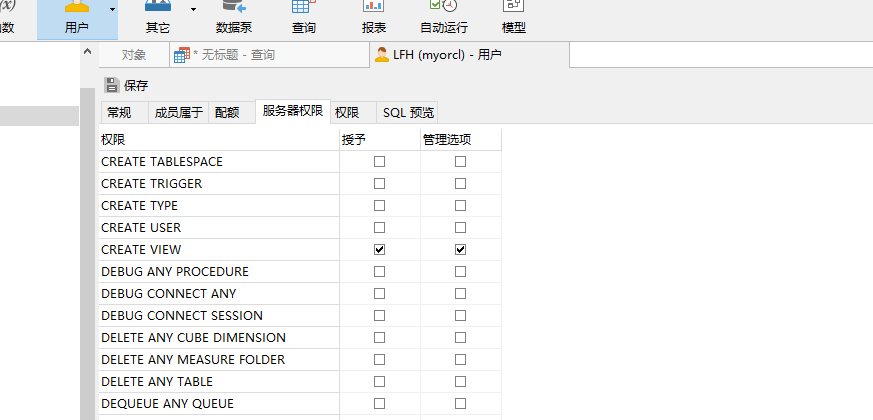 用户 其它 数据泵 查询 报表 自动运行 模型
对象 * 无标题 - 查询 LFH (myorcl) - 用户
保存
常规 成员属于 配额 服务器权限 权限 SQL 预览
权限 授予 管理选项
CREATE TABLESPACE
CREATE TRIGGER
CREATE TYPE
CREATE USER
CREATE VIEW
DEBUG ANY PROCEDURE
DEBUG CONNECT ANY
DEBUG CONNECT SESSION
DELETE ANY CUBE DIMENSION
DELETE ANY MEASURE FOLDER
DELETE ANY TABLE
DEQUEUE ANY QUEUE